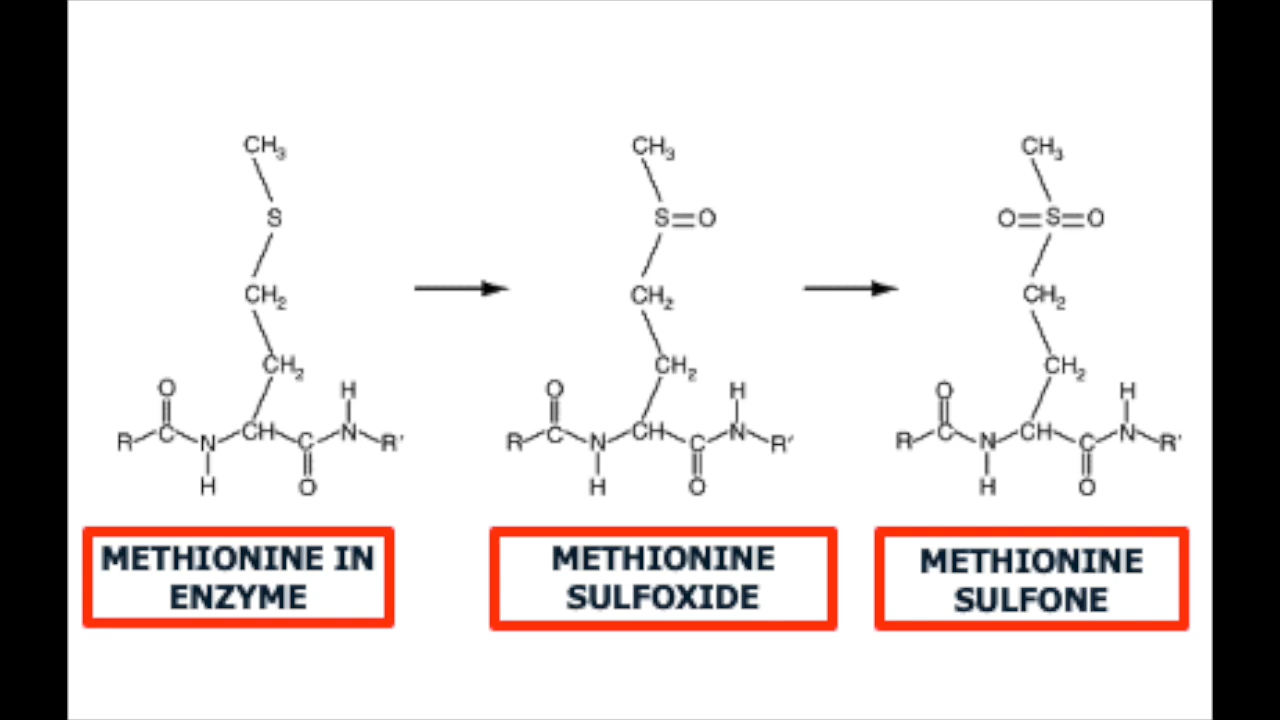 CH₃
CH₃
CH₃
S
S=O
O=S=O
CH₂
CH₂
CH₂
CH₂
CH₂
CH₂
O
H
O
H
O
H
R C N CH C N R'
R C N CH C N R'
R C N CH C N R'
H
O
H
O
H
O
METHIONINE IN
ENZYME
METHIONINE
SULFOXIDE
METHIONINE
SULFONE